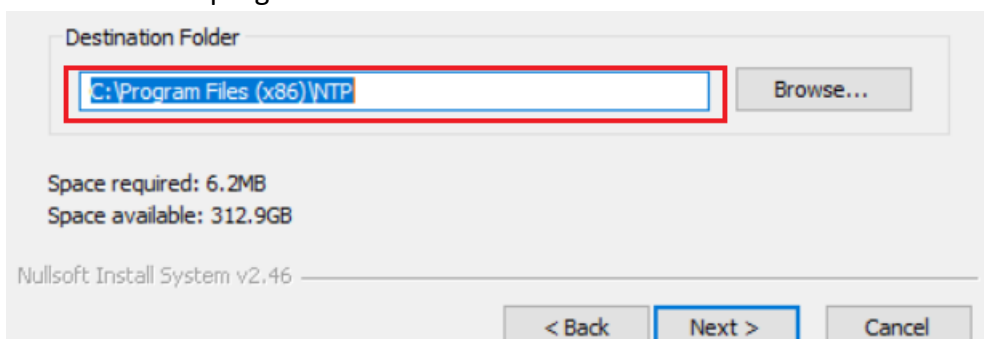 Destination Folder
C:\Program Files (x86)\NTP
Browse...
Space required: 6.2MB
Space available: 312.9GB
Nullsoft Install System v2.46
< Back Next > Cancel